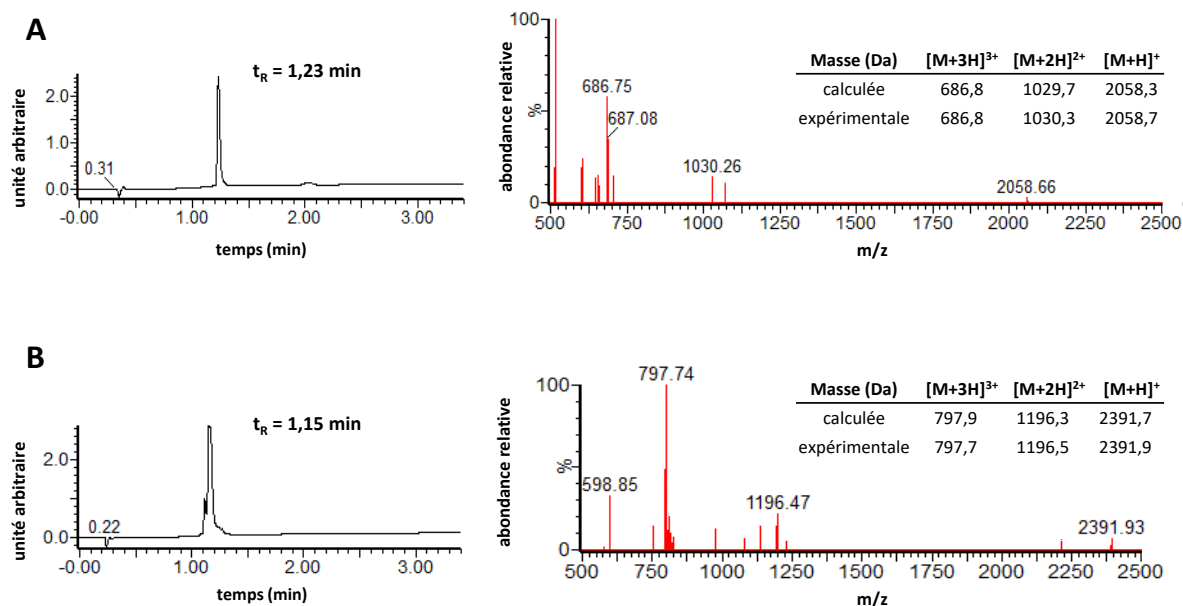 A
tR = 1,23 min
unité arbitraire
2.0
1.0
0.0
0.31
-0.00 1.00 2.00 3.00
temps (min)
abondance relative
%
100
0
686.75
687.08
1030.26
2058.66
500 750 1000 1250 1500 1750 2000 2250 2500
m/z
Masse (Da) [M+3H]3+ [M+2H]2+ [M+H]+
calculée 686,8 1029,7 2058,3
expérimentale 686,8 1030,3 2058,7
B
tR = 1,15 min
unité arbitraire
2.0
0.0
0.22
-0.00 1.00 2.00 3.00
temps (min)
abondance relative
%
100
0
797.74
598.85
1196.47
2391.93
500 750 1000 1250 1500 1750 2000 2250 2500
m/z
Masse (Da) [M+3H]3+ [M+2H]2+ [M+H]+
calculée 797,9 1196,3 2391,7
expérimentale 797,7 1196,5 2391,9